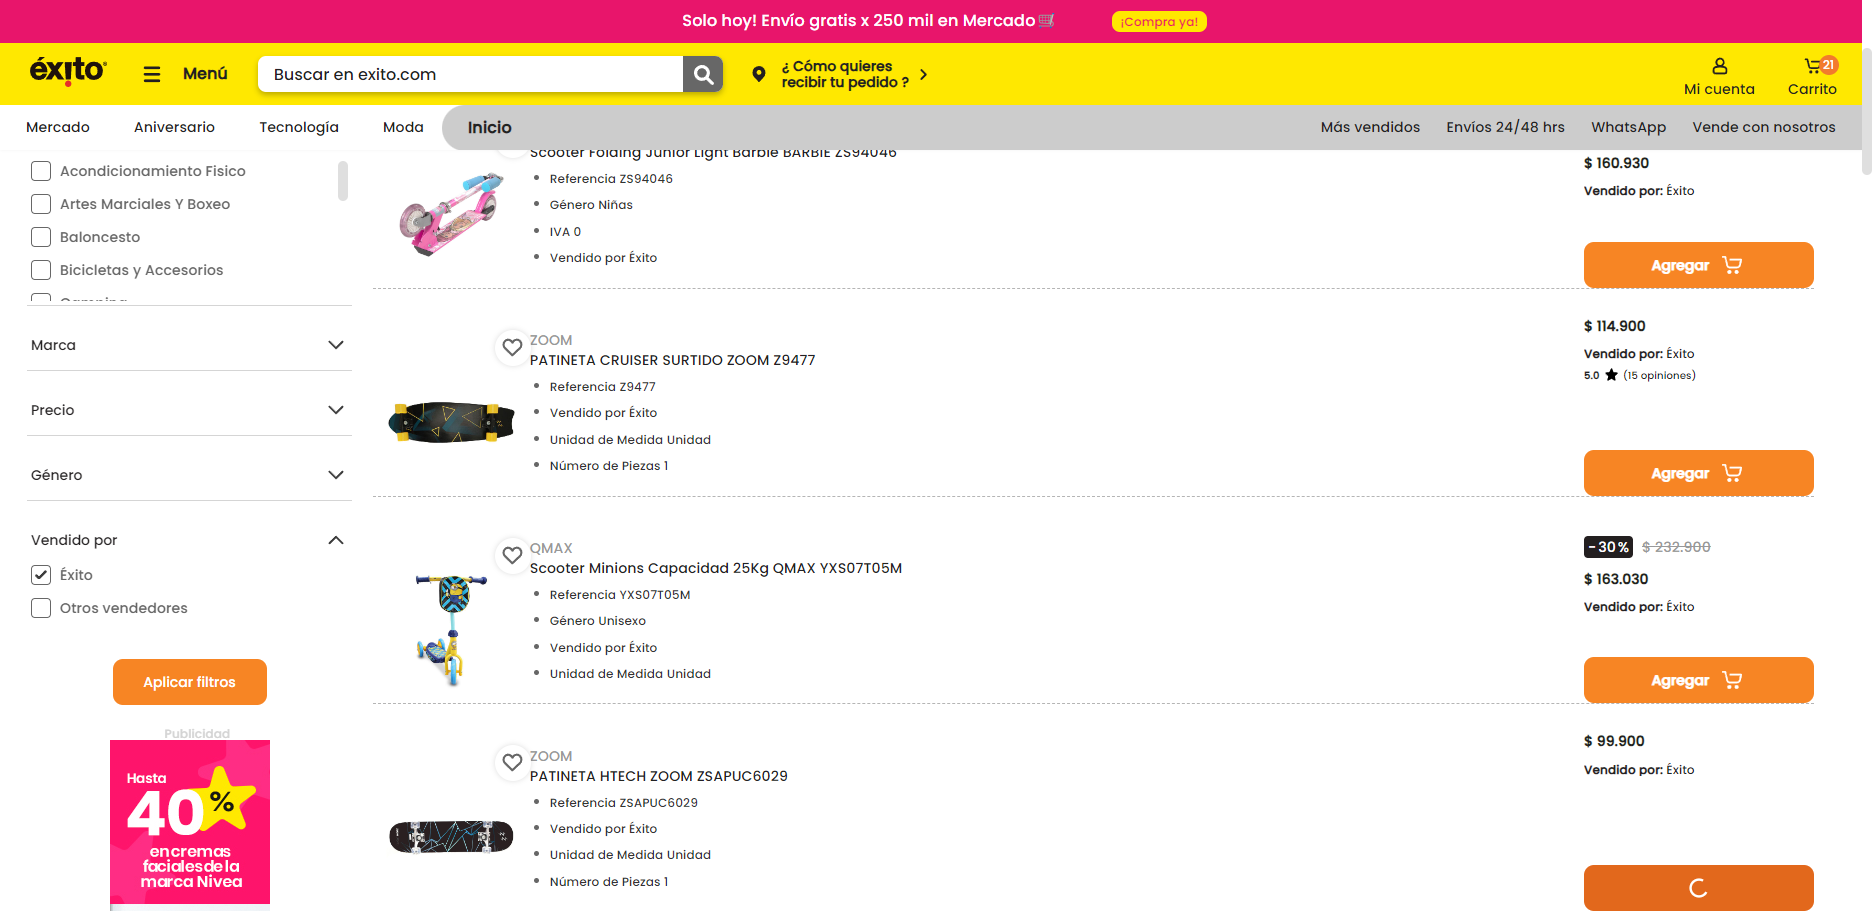 Solo hoy! Envío gratis x 250 mil en Mercado
¡Compra ya!
éxito
Menú
Buscar en exito.com
¿ Cómo quieres
recibir tu pedido ?
Mi cuenta
21
Carrito
Mercado
Aniversario
Tecnología
Moda
Inicio
Más vendidos
Envíos 24/48 hrs
WhatsApp
Vende con nosotros
Acondicionamiento Fisico
Artes Marciales Y Boxeo
Baloncesto
Bicicletas y Accesorios
Camping
Marca
Precio
Género
Vendido por
Éxito
Otros vendedores
Aplicar filtros
Publicidad
Hasta
40%
en cremas
faciales de la
marca Nivea
Scooter Folding Junior Light Barbie BARBIE ZS94046
Referencia ZS94046
Género Niñas
IVA 0
Vendido por Éxito
$ 160.930
Vendido por: Éxito
Agregar
ZOOM
PATINETA CRUISER SURTIDO ZOOM Z9477
Referencia Z9477
Vendido por Éxito
Unidad de Medida Unidad
Número de Piezas 1
$ 114.900
Vendido por: Éxito
5.0 (15 opiniones)
Agregar
QMAX
Scooter Minions Capacidad 25Kg QMAX YXS07T05M
Referencia YXS07T05M
Género Unisexo
Vendido por Éxito
Unidad de Medida Unidad
-30% $ 232.900
$ 163.030
Vendido por: Éxito
Agregar
ZOOM
PATINETA HTECH ZOOM ZSAPUC6029
Referencia ZSAPUC6029
Vendido por Éxito
Unidad de Medida Unidad
Número de Piezas 1
$ 99.900
Vendido por: Éxito